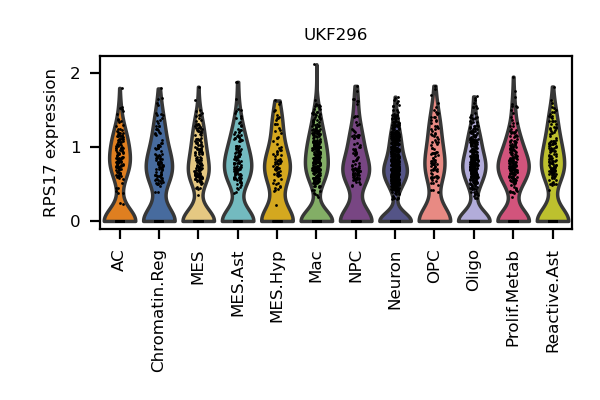 UKF296
RPS17 expression
2
1
0
AC
Chromatin.Reg
MES
MES.Ast
MES.Hyp
Mac
NPC
Neuron
OPC
Oligo
Prolif.Metab
Reactive.Ast